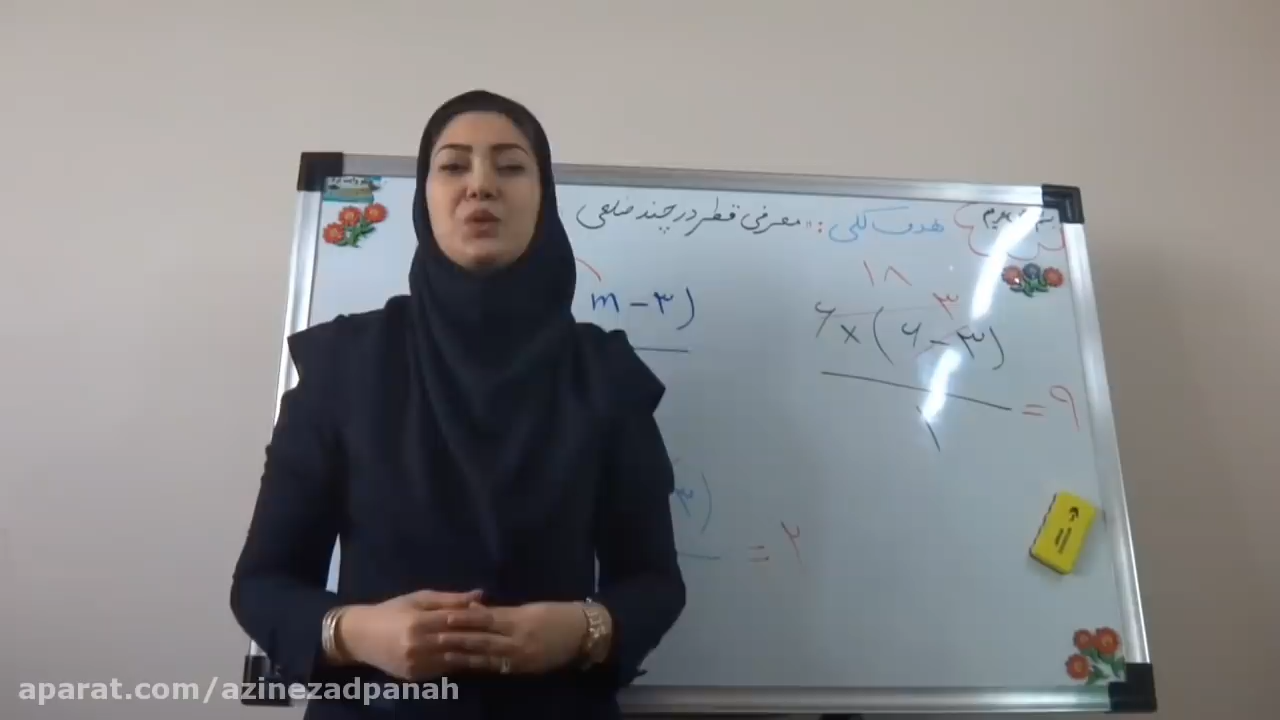 هدف کلی: «معرفی قطر در چند ضلعی
۱۸
۳
۶ × (۶ - ۳)
= ۹
m - ۳)
۳)
= ۲
aparat.com/azinezadpanah